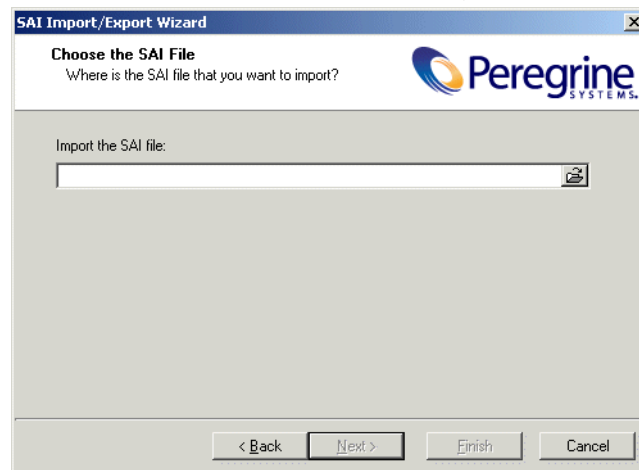 SAI Import/Export Wizard
Choose the SAI File
Where is the SAI file that you want to import?
Peregrine
SYSTEMS.
Import the SAI file:
< Back
Next >
Finish
Cancel